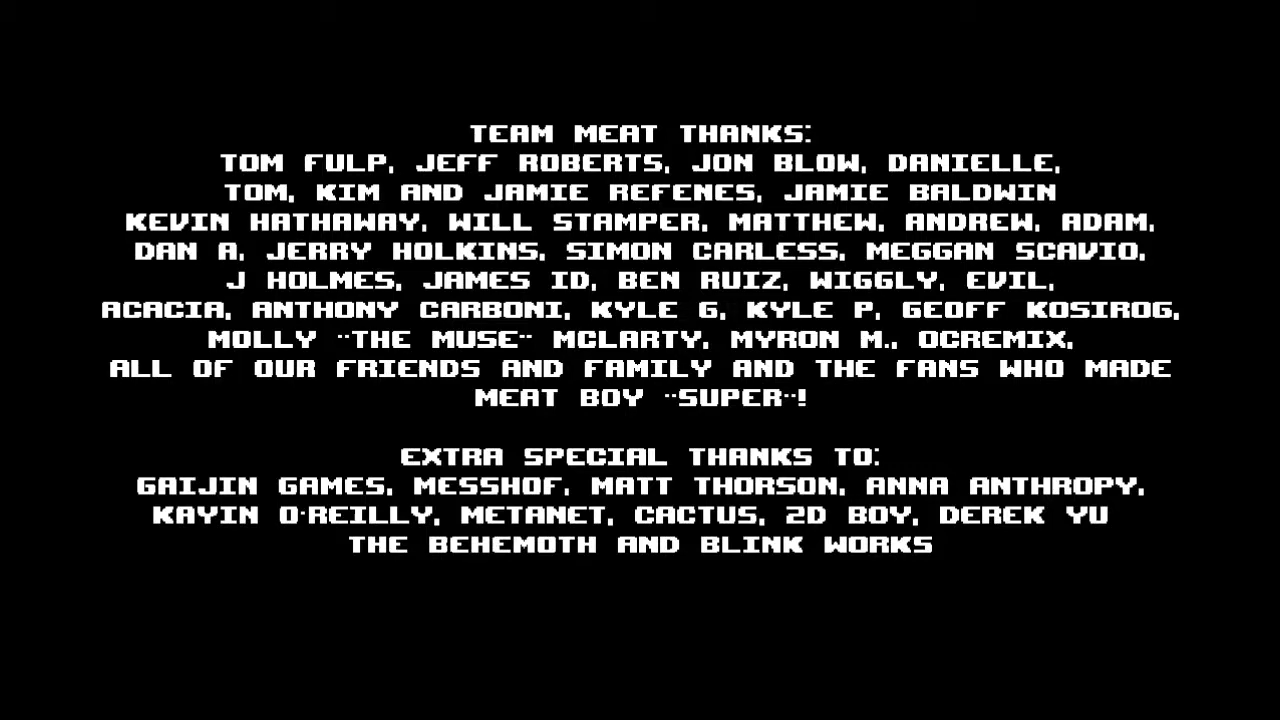 TEAM MEAT THANKS:
TOM FULP, JEFF ROBERTS, JON BLOW, DANIELLE,
TOM, KIM AND JAMIE REFENES, JAMIE BALDWIN
KEVIN HATHAWAY, WILL STAMPER, MATTHEW, ANDREW, ADAM,
DAN A, JERRY HOLKINS, SIMON CARLESS, MEGGAN SCAVIO,
J HOLMES, JAMES ID, BEN RUIZ, WIGGLY, EVIL,
ACACIA, ANTHONY CARBONI, KYLE G, KYLE P, GEOFF KOSIROG,
MOLLY "THE MUSE" MCLARTY, MYRON M., OCREMIX,
ALL OF OUR FRIENDS AND FAMILY AND THE FANS WHO MADE
MEAT BOY "SUPER"!
EXTRA SPECIAL THANKS TO:
GAIJIN GAMES, MESSHOF, MATT THORSON, ANNA ANTHROPY,
KAYIN O'REILLY, METANET, CACTUS, 2D BOY, DEREK YU
THE BEHEMOTH AND BLINK WORKS